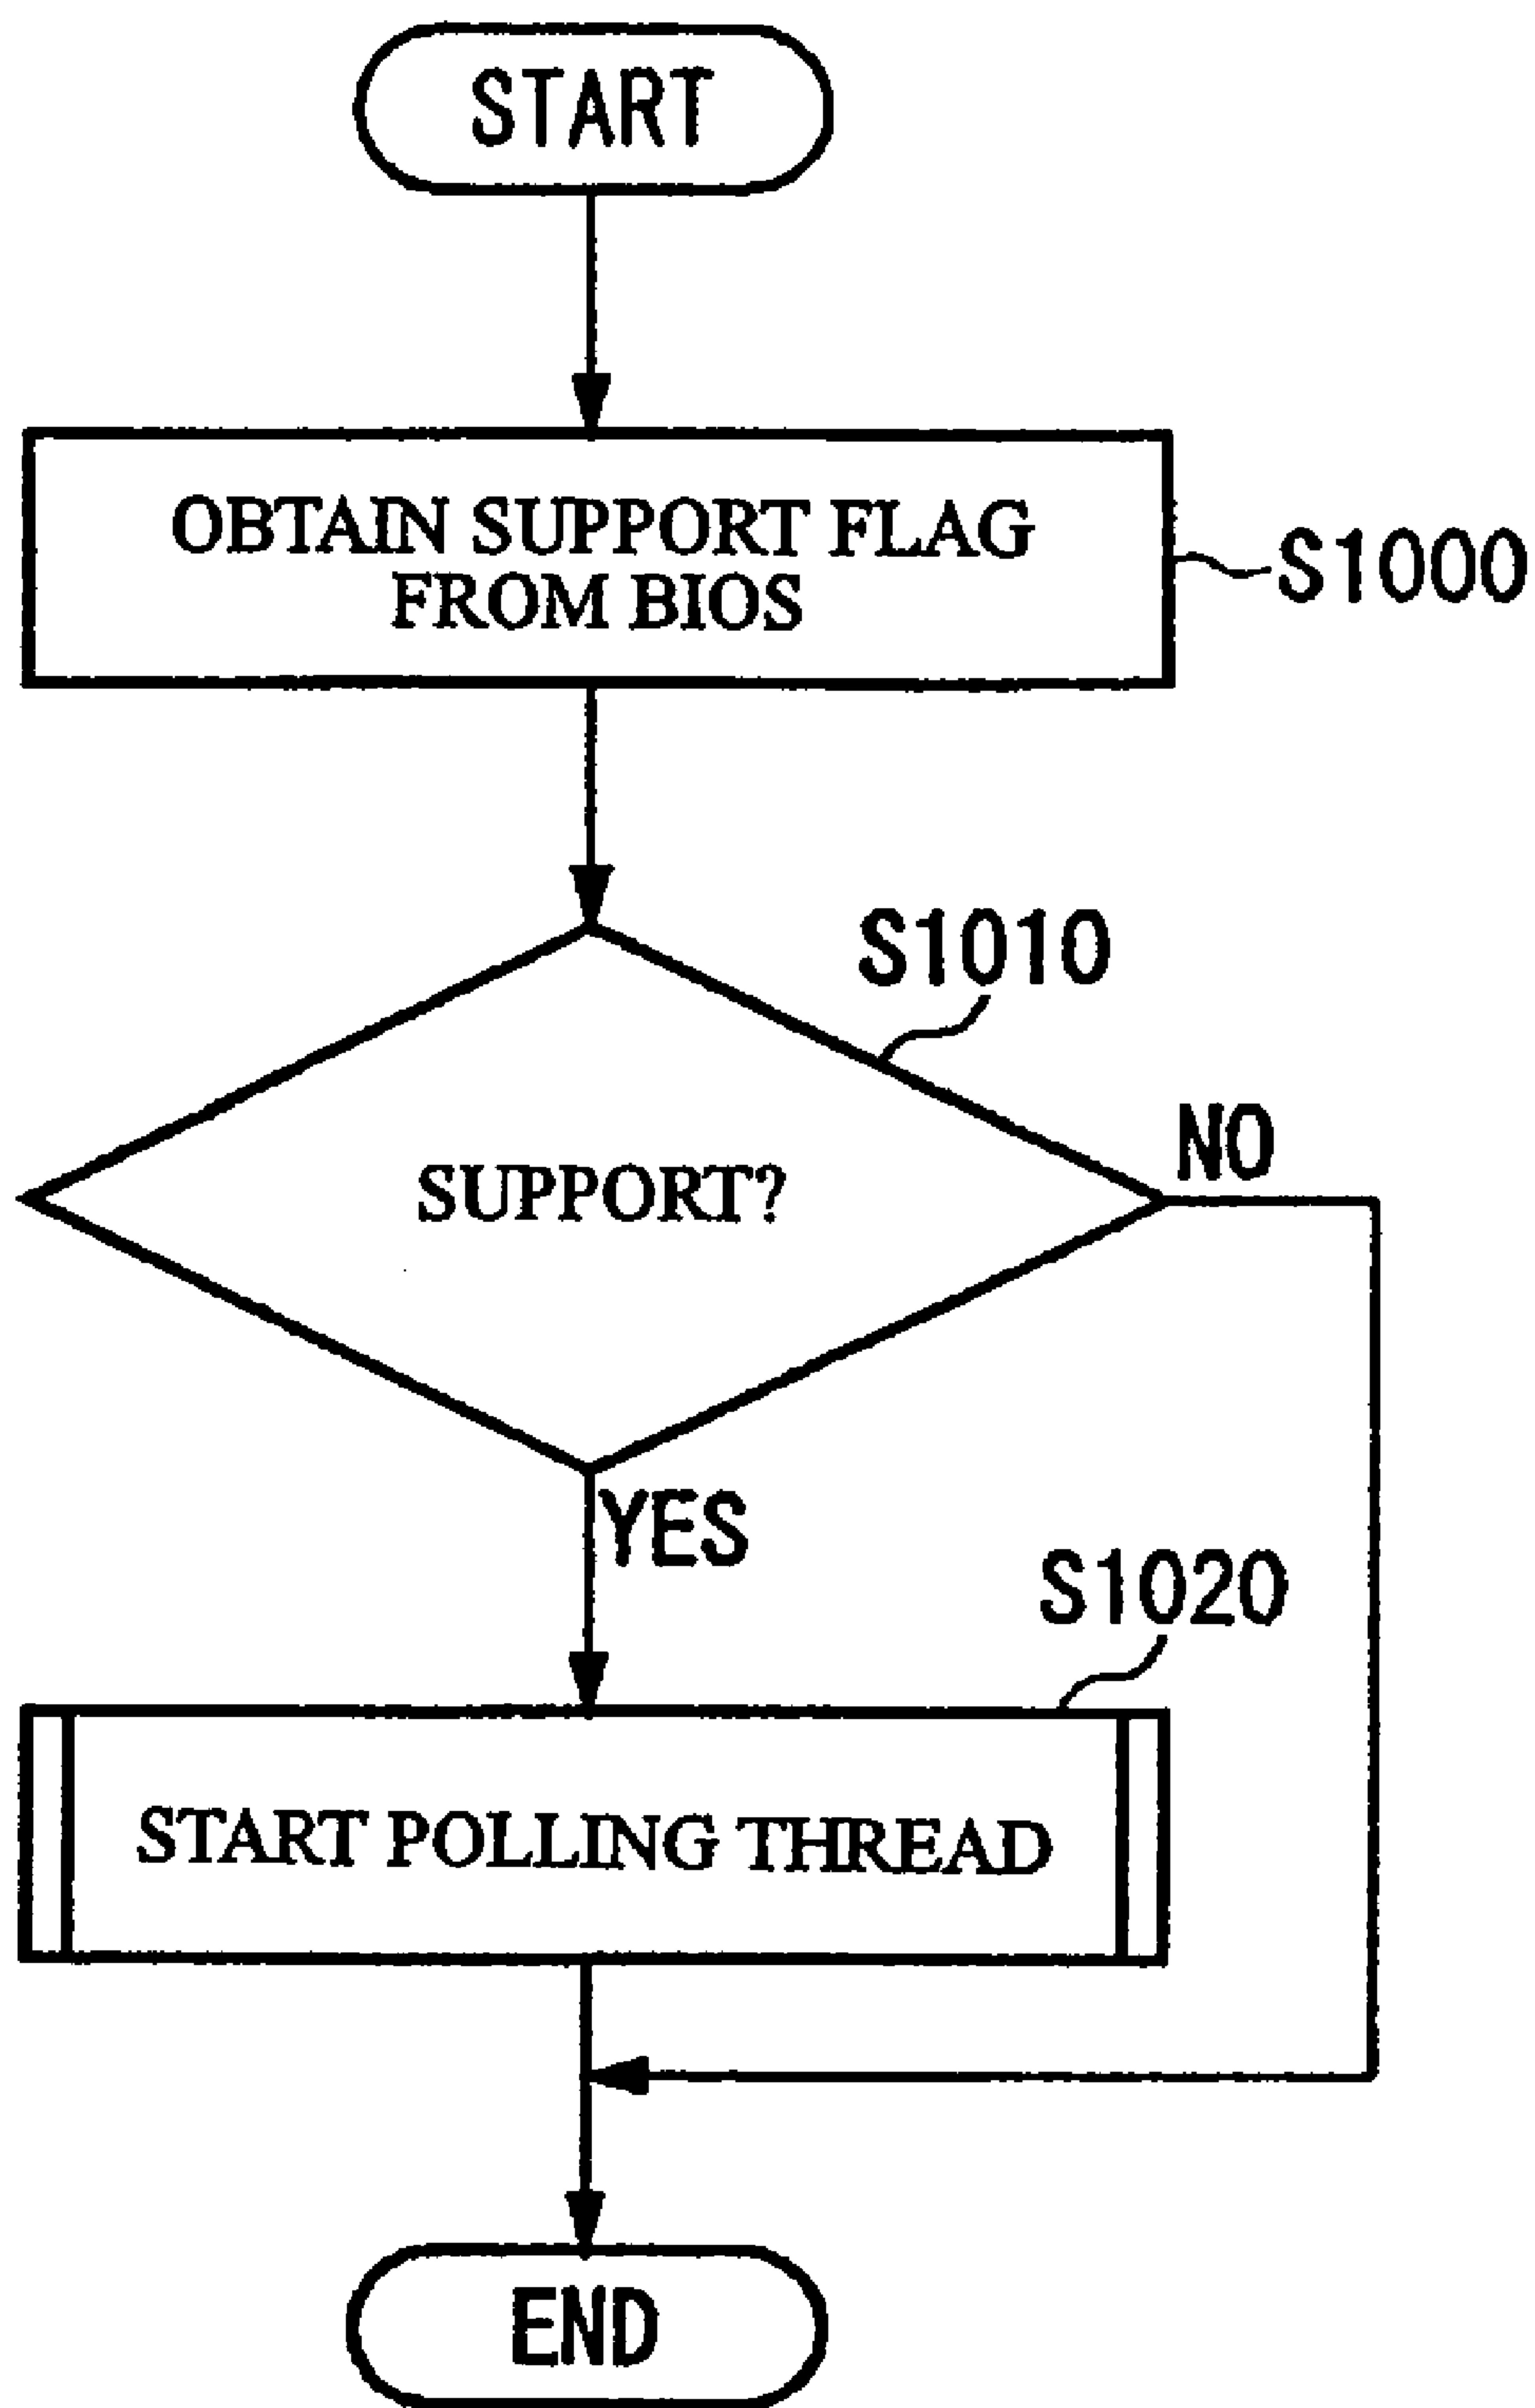 START
OBTAIN SUPPORT FLAG
FROM BIOS
S1000
S1010
SUPPORT?
NO
YES
S1020
START POLLING THREAD
END